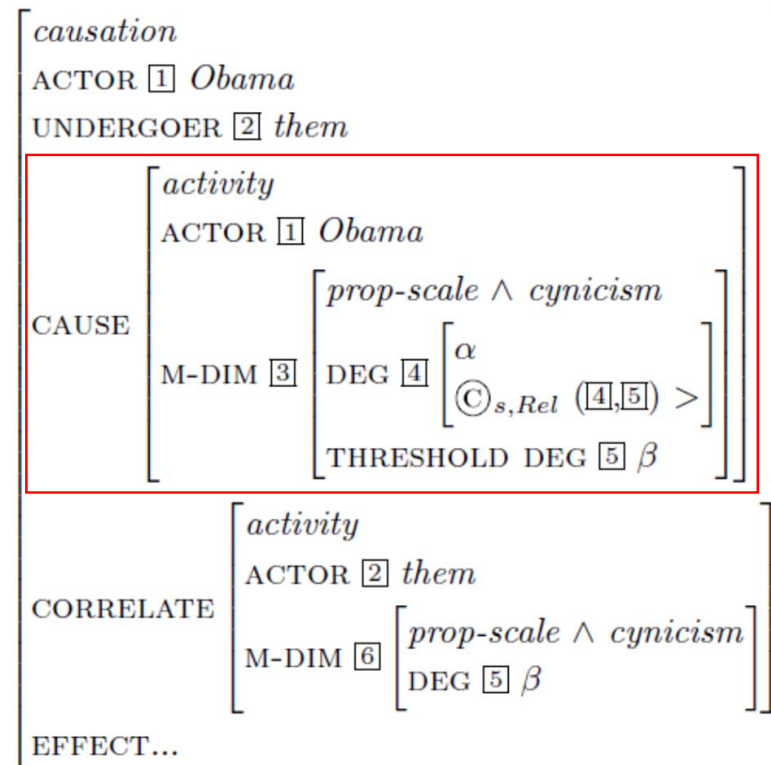 causation
ACTOR 1 Obama
UNDERGOER 2 them
activity
ACTOR 1 Obama
prop-scale ∧ cynicism
CAUSE
M-DIM 3 DEG 4
α
Ⓒs,Rel (4,5) >
THRESHOLD DEG 5 β
activity
ACTOR 2 them
CORRELATE
M-DIM 6
prop-scale ∧ cynicism
DEG 5 β
EFFECT...